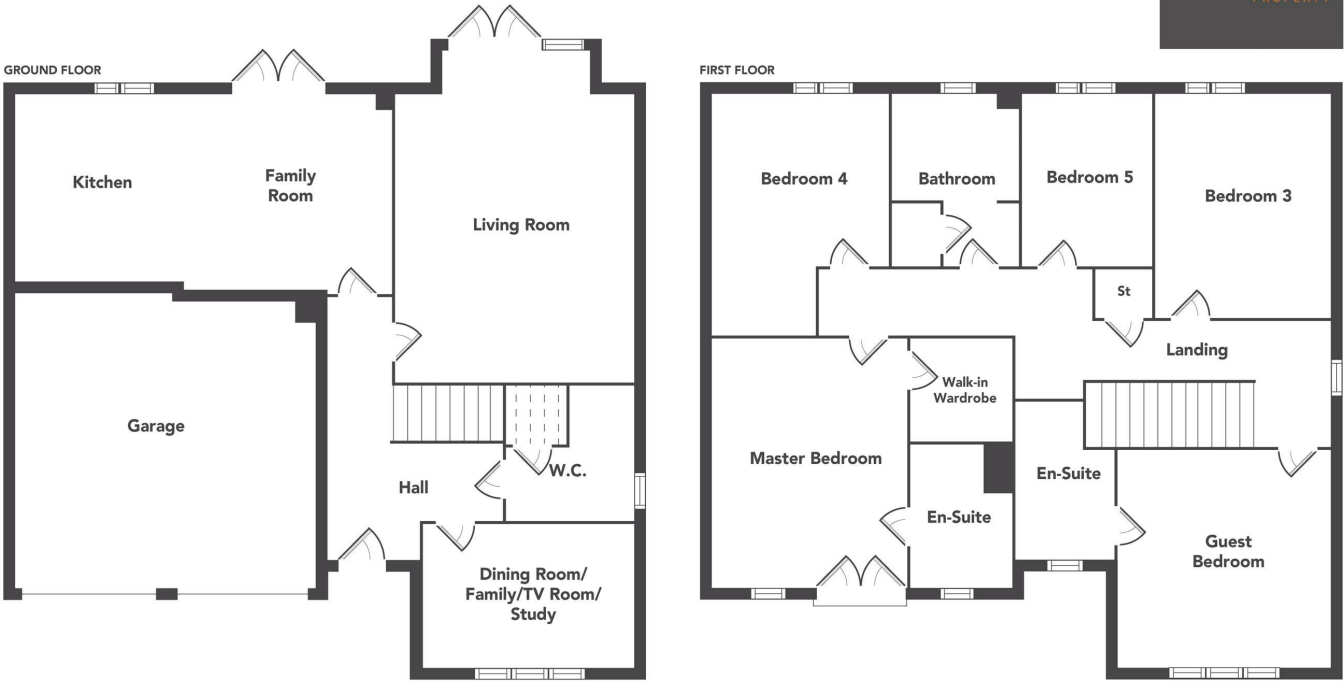 PROPERTY
GROUND FLOOR
Kitchen
Family
Room
Living Room
Garage
Hall
W.C.
Dining Room/
Family/TV Room/
Study
FIRST FLOOR
Bedroom 4
Bathroom
Bedroom 5
Bedroom 3
St
Landing
Walk-in
Wardrobe
Master Bedroom
En-Suite
En-Suite
Guest
Bedroom